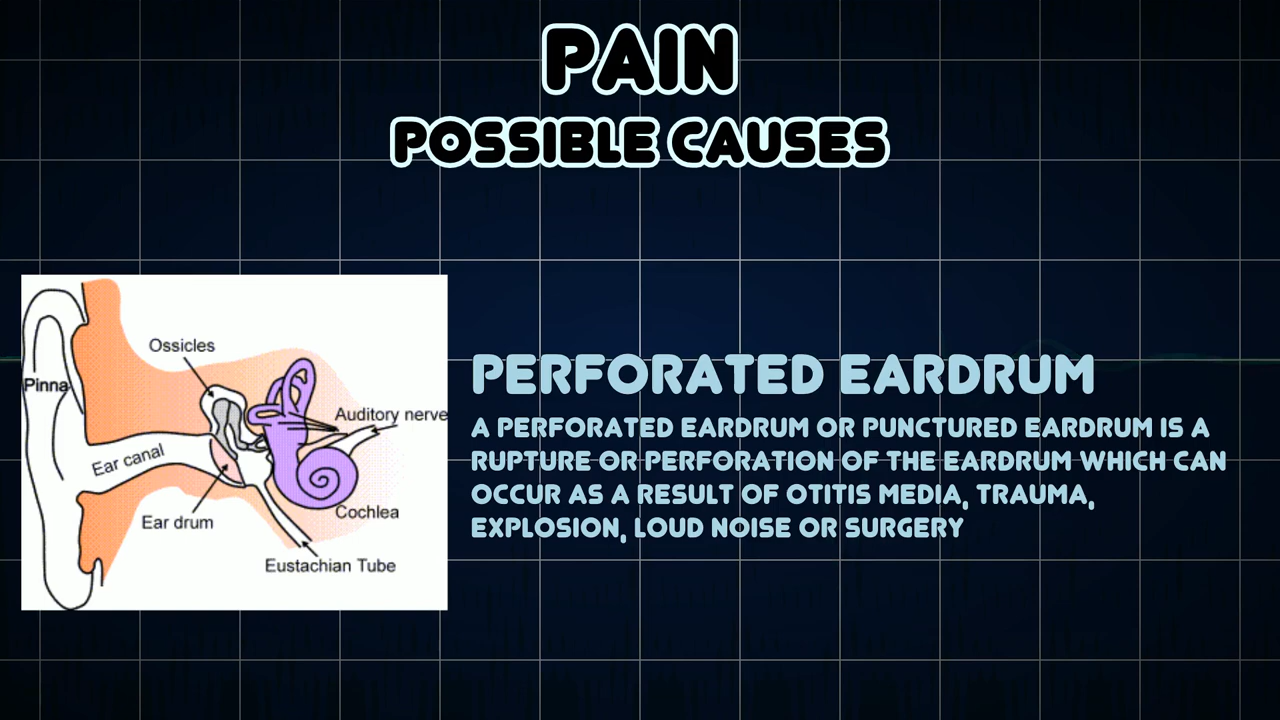 PAIN
POSSIBLE CAUSES
Ossicles
Pinna
Auditory nerve
Ear canal
Cochlea
Ear drum
Eustachian Tube
PERFORATED EARDRUM
A PERFORATED EARDRUM OR PUNCTURED EARDRUM IS A
RUPTURE OR PERFORATION OF THE EARDRUM WHICH CAN
OCCUR AS A RESULT OF OTITIS MEDIA, TRAUMA,
EXPLOSION, LOUD NOISE OR SURGERY